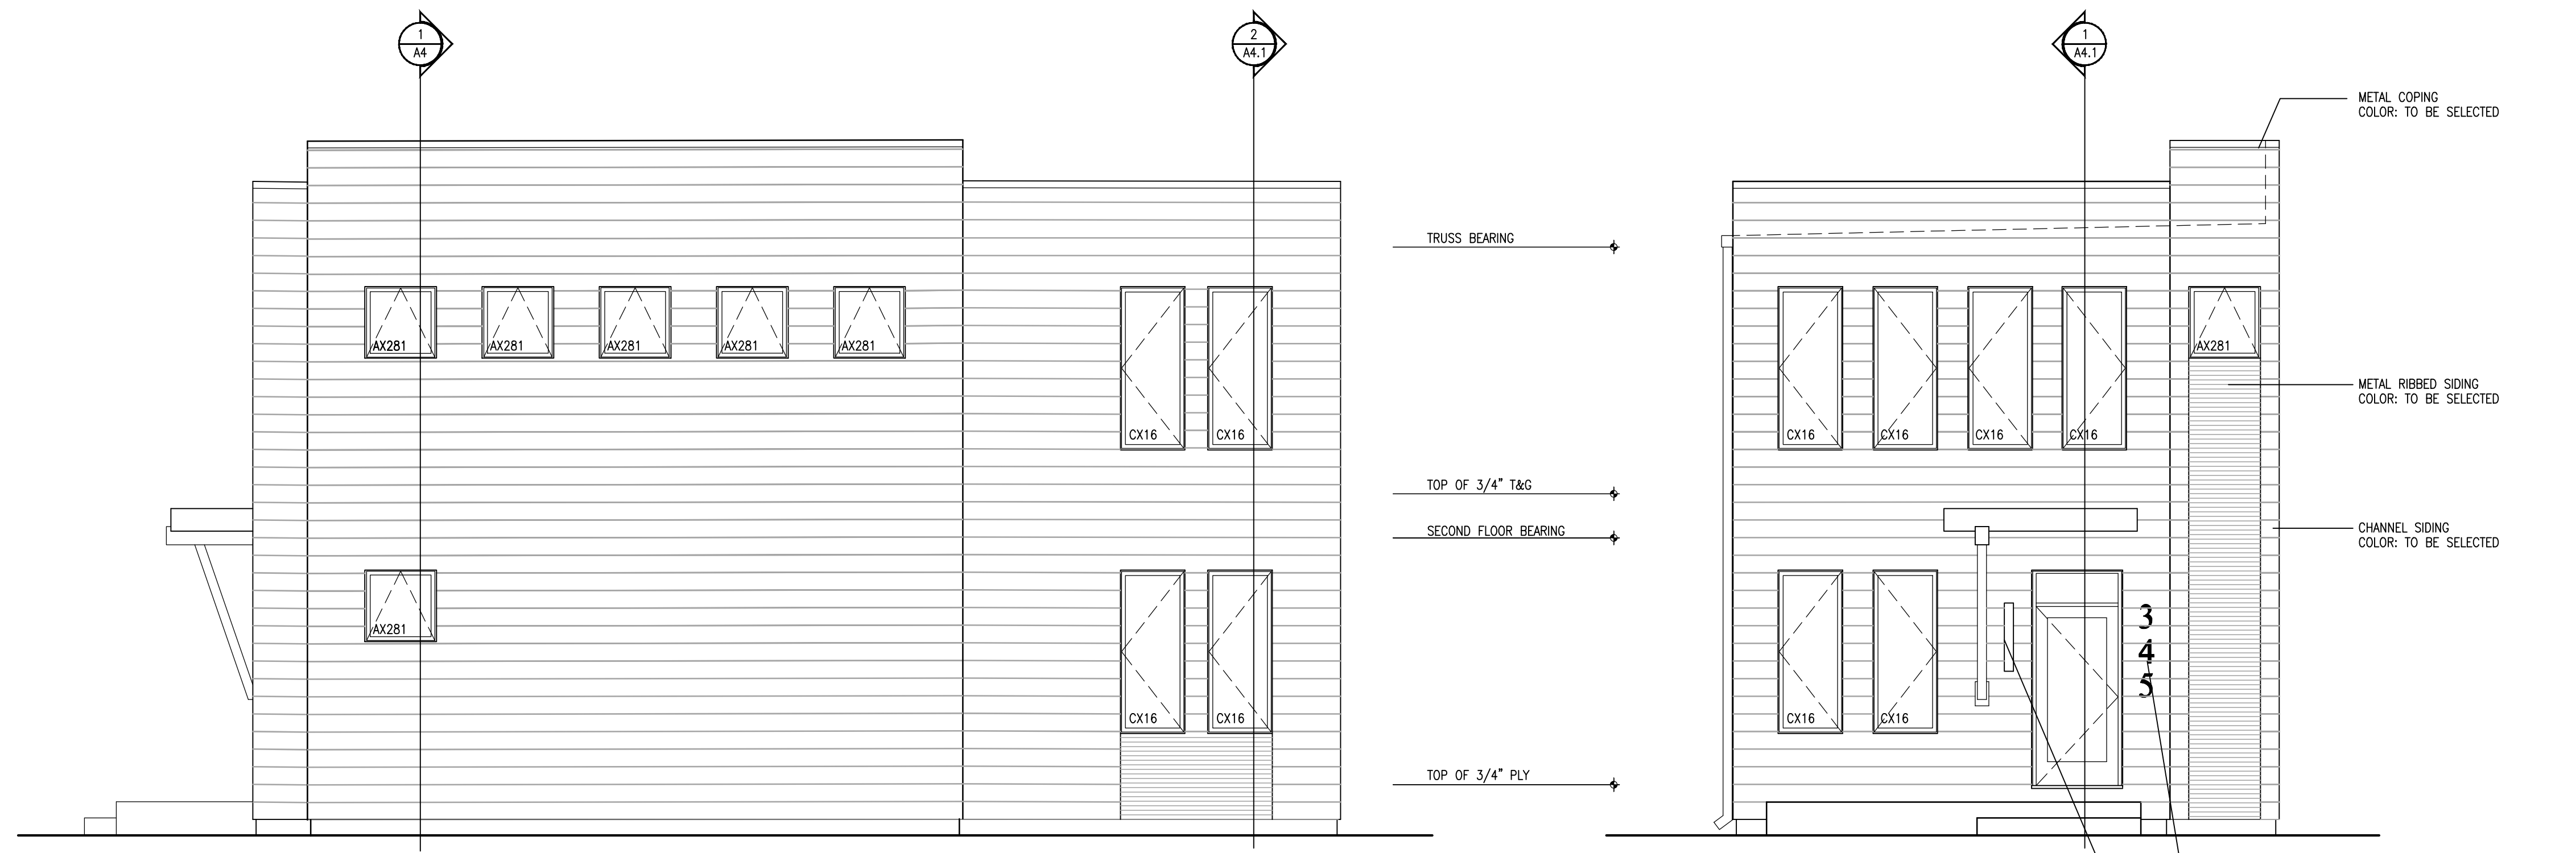 1
A4
2
A4.1
1
A4.1
METAL COPING
COLOR: TO BE SELECTED
TRUSS BEARING
AX281
AX281
AX281
AX281
AX281
AX281
METAL RIBBED SIDING
COLOR: TO BE SELECTED
CX16
CX16
CX16
CX16
CX16
CX16
TOP OF 3/4" T&G
SECOND FLOOR BEARING
CHANNEL SIDING
COLOR: TO BE SELECTED
AX281
3
4
5
CX16
CX16
CX16
CX16
TOP OF 3/4" PLY